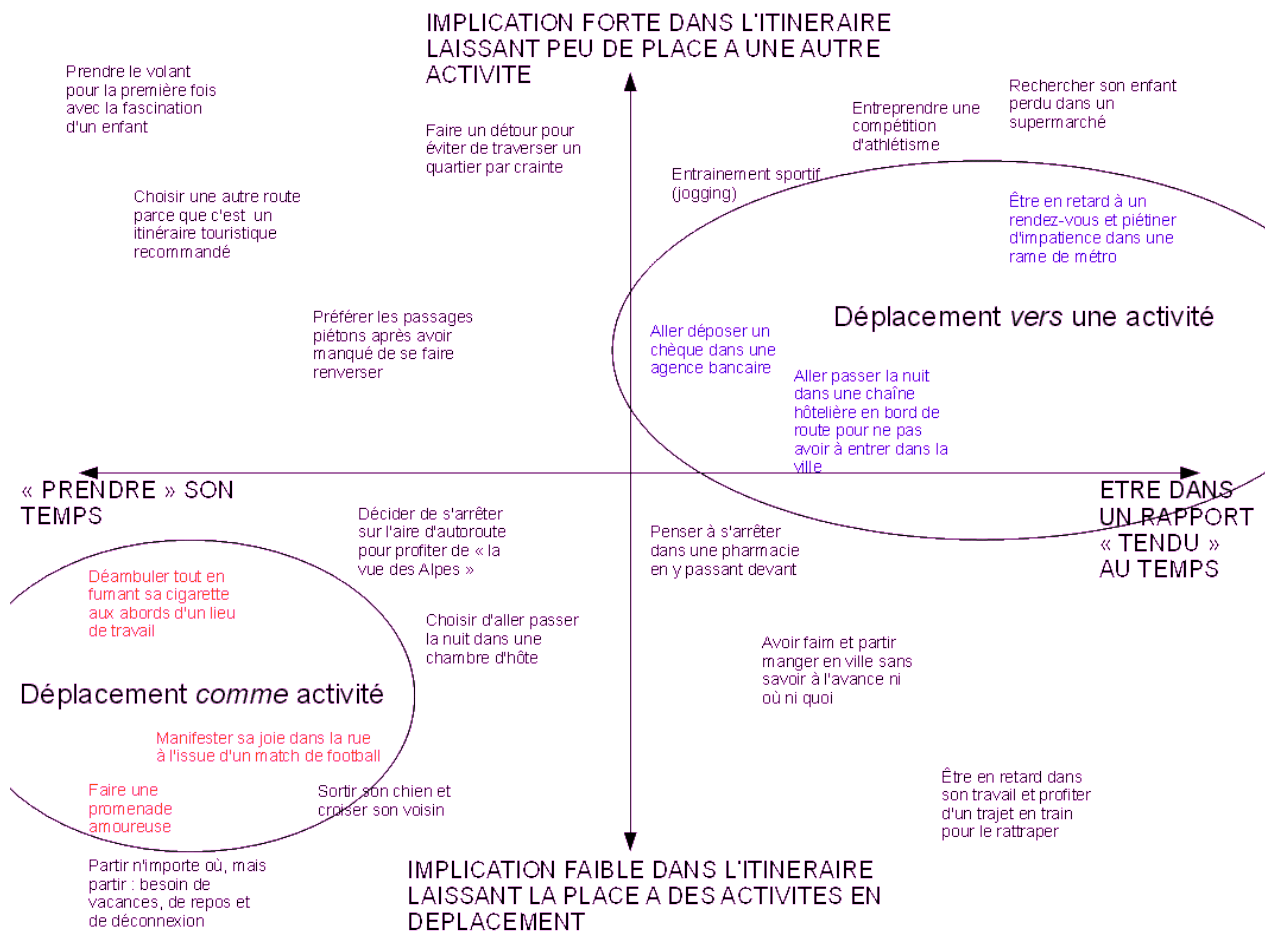 IMPLICATION FORTE DANS L'ITINERAIRE
LAISSANT PEU DE PLACE A UNE AUTRE
ACTIVITE
Prendre le volant
pour la première fois
avec la fascination
d'un enfant
Faire un détour pour
éviter de traverser un
quartier par crainte
Entreprendre une
compétition
d'athlétisme
Rechercher son enfant
perdu dans un
supermarché
Choisir une autre route
parce que c'est un
itinéraire touristique
recommandé
Entrainement sportif
(jogging)
Être en retard à un
rendez-vous et piétiner
d'impatience dans une
rame de métro
Préférer les passages
piétons après avoir
manqué de se faire
renverser
Déplacement vers une activité
Aller déposer un
chèque dans une
agence bancaire
Aller passer la nuit
dans une chaîne
hôtelière en bord de
route pour ne pas
avoir à entrer dans la
ville
« PRENDRE » SON
TEMPS
ETRE DANS
UN RAPPORT
« TENDU »
AU TEMPS
Décider de s'arrêter
sur l'aire d'autoroute
pour profiter de « la
vue des Alpes »
Penser à s'arrêter
dans une pharmacie
en y passant devant
Déambuler tout en
fumant sa cigarette
aux abords d'un lieu
de travail
Choisir d'aller passer
la nuit dans une
chambre d'hôte
Avoir faim et partir
manger en ville sans
savoir à l'avance ni
où ni quoi
Déplacement comme activité
Manifester sa joie dans la rue
à l'issue d'un match de football
Faire une
promenade
amoureuse
Sortir son chien et
croiser son voisin
Être en retard dans
son travail et profiter
d'un trajet en train
pour le rattraper
Partir n'importe où, mais
partir : besoin de
vacances, de repos et
de déconnexion
IMPLICATION FAIBLE DANS L'ITINERAIRE
LAISSANT LA PLACE A DES ACTIVITES EN
DEPLACEMENT